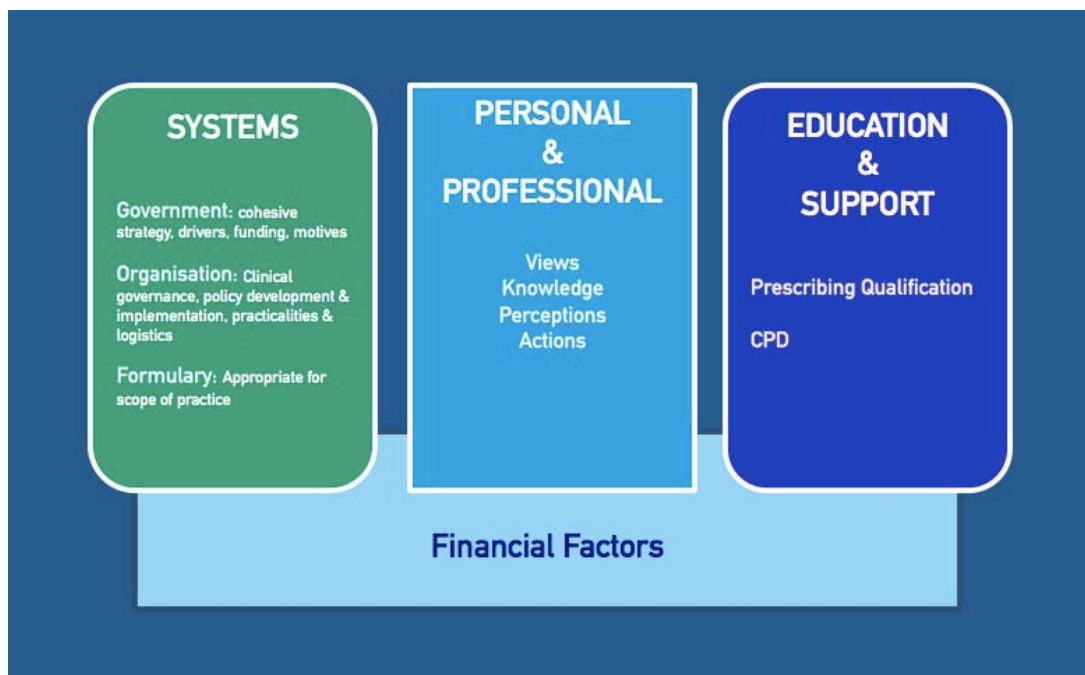 SYSTEMS
Government: cohesive
strategy, drivers, funding, motives
Organisation: Clinical
governance, policy development &
implementation, practicalities &
logistics
Formulary: Appropriate for
scope of practice
PERSONAL
&
PROFESSIONAL
Views
Knowledge
Perceptions
Actions
EDUCATION
&
SUPPORT
Prescribing Qualification
CPD
Financial Factors